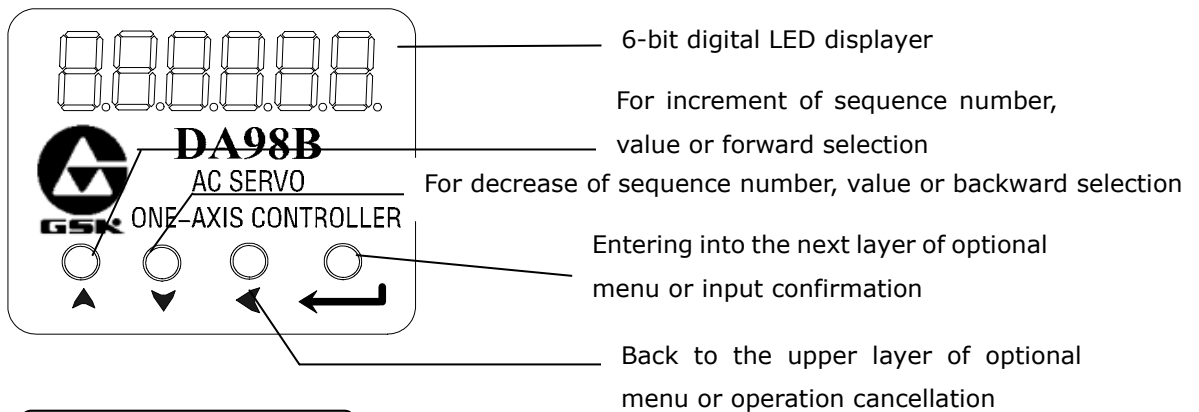 6-bit digital LED displayer
For increment of sequence number,
value or forward selection
DA98B
AC SERVO
For decrease of sequence number, value or backward selection
GSK
ONE-AXIS CONTROLLER
Entering into the next layer of optional
menu or input confirmation
Back to the upper layer of optional
menu or operation cancellation